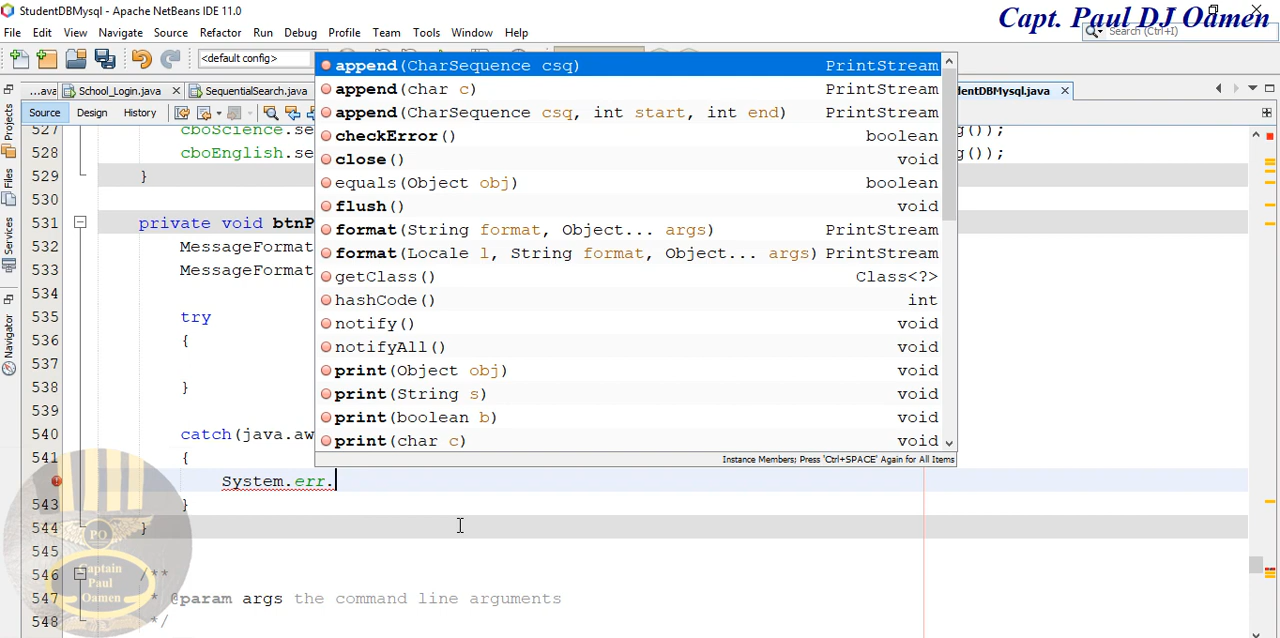 StudentDBMysql - Apache NetBeans IDE 11.0
Capt. Paul DJ Oamen
File Edit View Navigate Source Refactor Run Debug Profile Team Tools Window Help
Search (Ctrl+I)
<default config>
...ava School_Login.java SequentialSearch.java dentDBMysql.java
Source Design History
Projects
Files
Services
Navigator
527 cboScience.se g());
528 cboEnglish.se g());
529 }
530
531 private void btnP
532 MessageFormat
533 MessageFormat
534
535 try
536 {
537
538 }
539
540 catch(java.aw
541 {
System.err.
543 }
544 }
545
546 /**
547 * @param args the command line arguments
548 */
append(CharSequence csq) PrintStream
append(char c) PrintStream
append(CharSequence csq, int start, int end) PrintStream
checkError() boolean
close() void
equals(Object obj) boolean
flush() void
format(String format, Object... args) PrintStream
format(Locale l, String format, Object... args) PrintStream
getClass() Class<?>
hashCode() int
notify() void
notifyAll() void
print(Object obj) void
print(String s) void
print(boolean b) void
print(char c) void
Instance Members; Press 'Ctrl+SPACE' Again for All Items
PO
Captain
Paul
Oamen